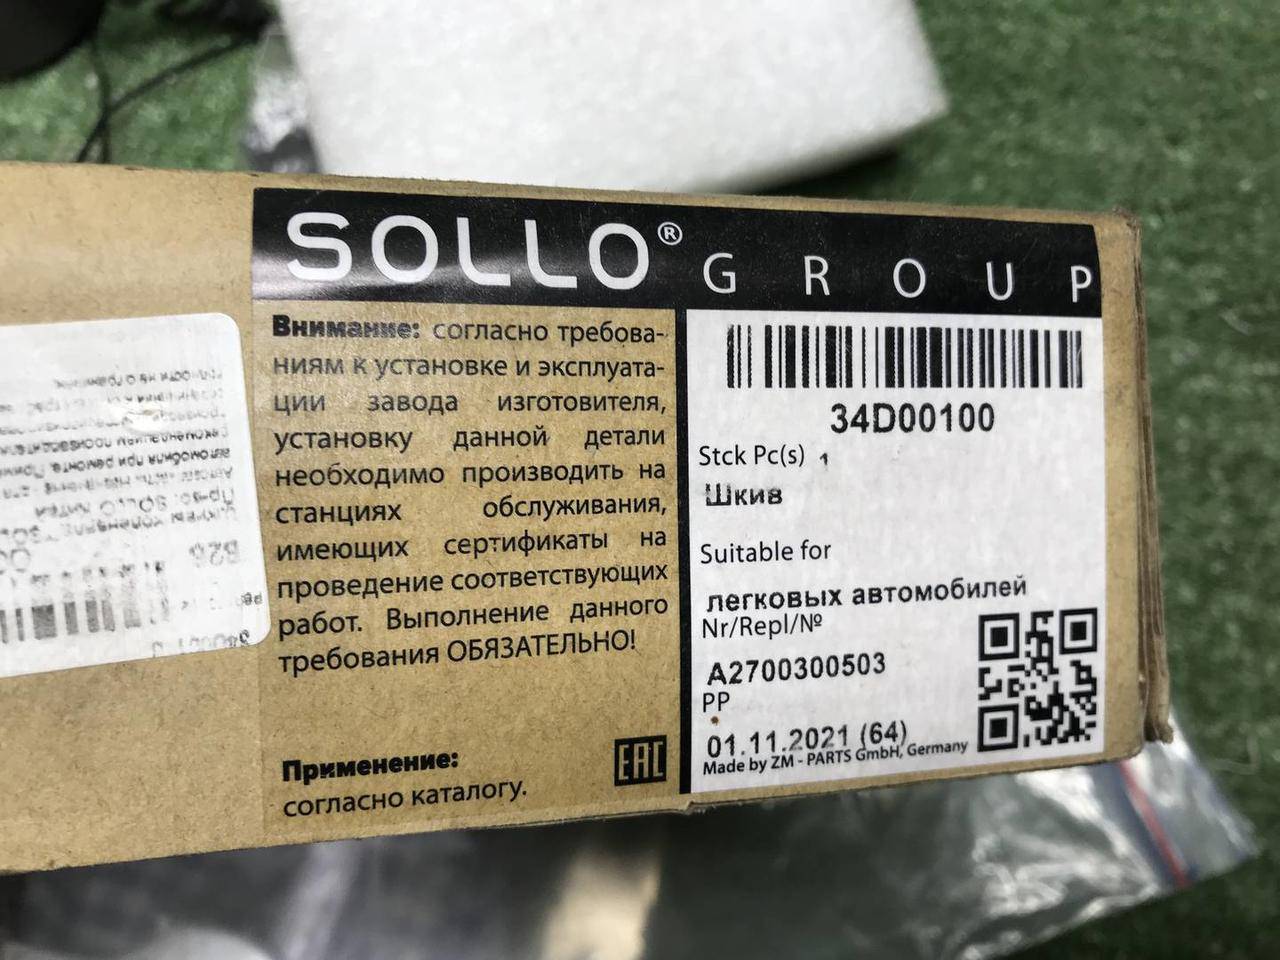 SOLLO® GROUP
Внимание: согласно требова-
ниям к установке и эксплуата-
ции завода изготовителя,
установку данной детали
необходимо производить на
станциях обслуживания,
имеющих сертификаты на
проведение соответствующих
работ. Выполнение данного
требования ОБЯЗАТЕЛЬНО!
Применение:
согласно каталогу.
EAC
34D00100
Stck Pc(s) 1
Шкив
Suitable for
легковых автомобилей
Nr/Repl/№
A2700300503
PP
01.11.2021 (64)
Made by ZM - PARTS GmbH, Germany
B26